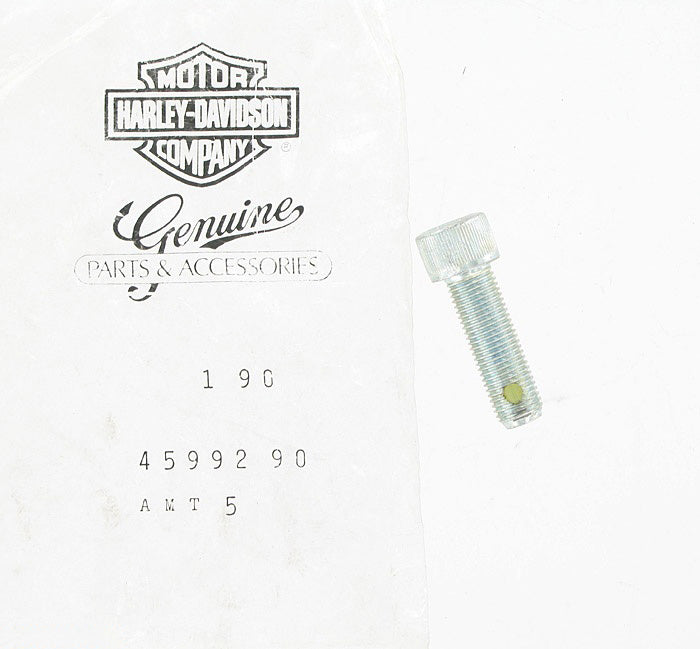 MOTOR
HARLEY-DAVIDSON
COMPANY
®
Genuine
PARTS & ACCESSORIES
1 90
45992 90
AMT 5